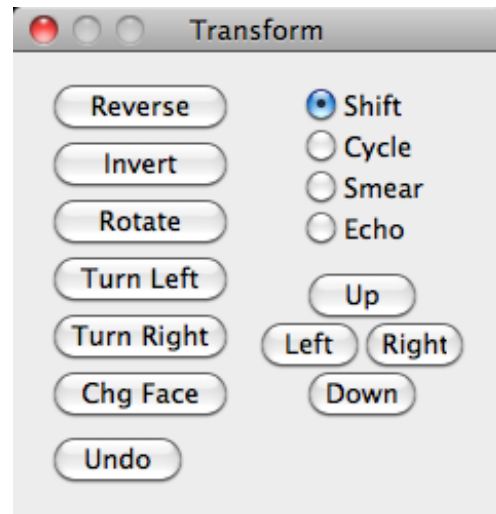 Transform
Reverse
Invert
Rotate
Turn Left
Turn Right
Chg Face
Undo
Shift
Cycle
Smear
Echo
Up
Left Right
Down